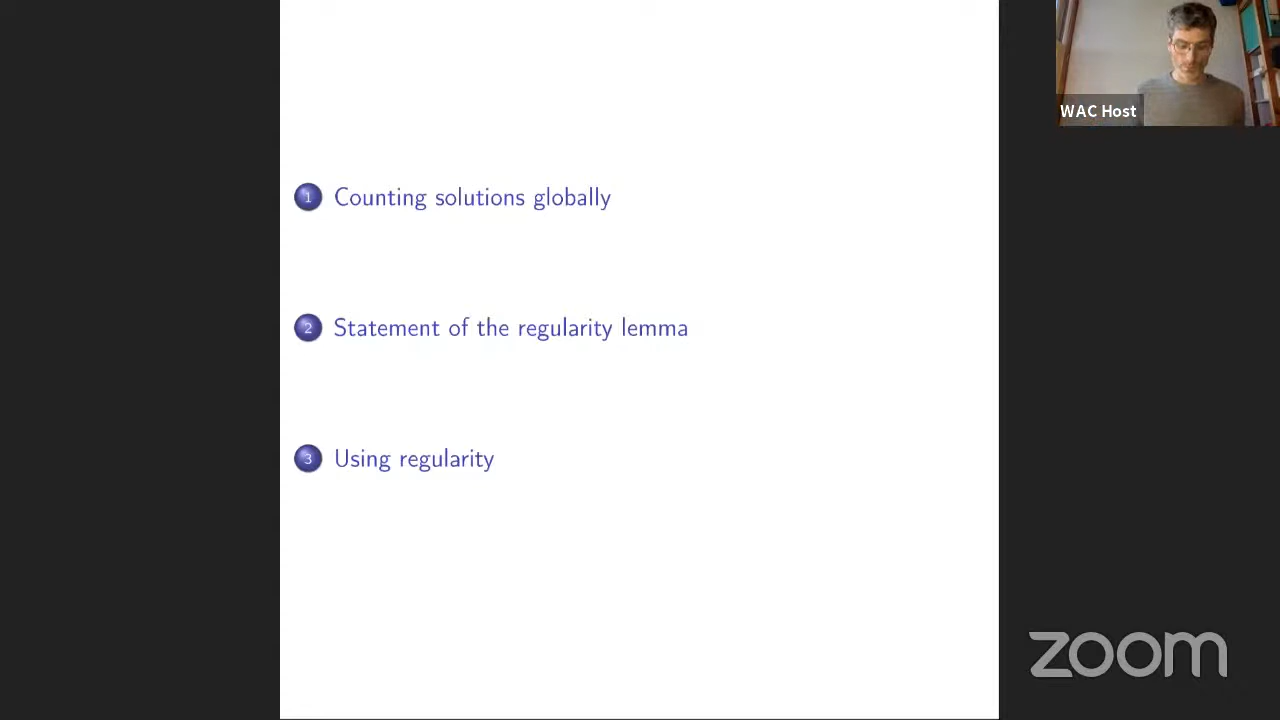 WAC Host
1 Counting solutions globally
2 Statement of the regularity lemma
3 Using regularity
zoom